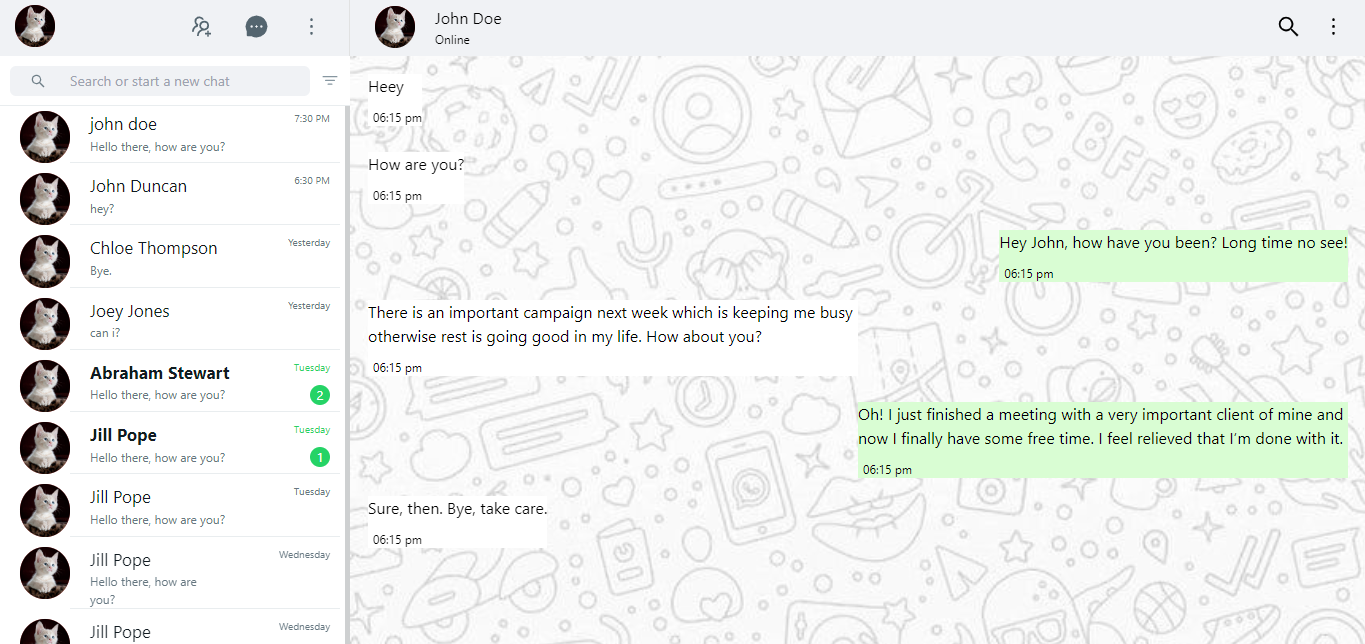 John Doe
Online
Search or start a new chat
john doe
7:30 PM
Hello there, how are you?
John Duncan
6:30 PM
hey?
Chloe Thompson
Yesterday
Bye.
Joey Jones
Yesterday
can i?
Abraham Stewart
Tuesday
Hello there, how are you?
2
Jill Pope
Tuesday
Hello there, how are you?
1
Jill Pope
Tuesday
Hello there, how are you?
Jill Pope
Wednesday
Hello there, how are
you?
Jill Pope
Wednesday
Heey
06:15 pm
How are you?
06:15 pm
Hey John, how have you been? Long time no see!
06:15 pm
There is an important campaign next week which is keeping me busy
otherwise rest is going good in my life. How about you?
06:15 pm
Oh! I just finished a meeting with a very important client of mine and
now I finally have some free time. I feel relieved that I'm done with it.
06:15 pm
Sure, then. Bye, take care.
06:15 pm
BFF